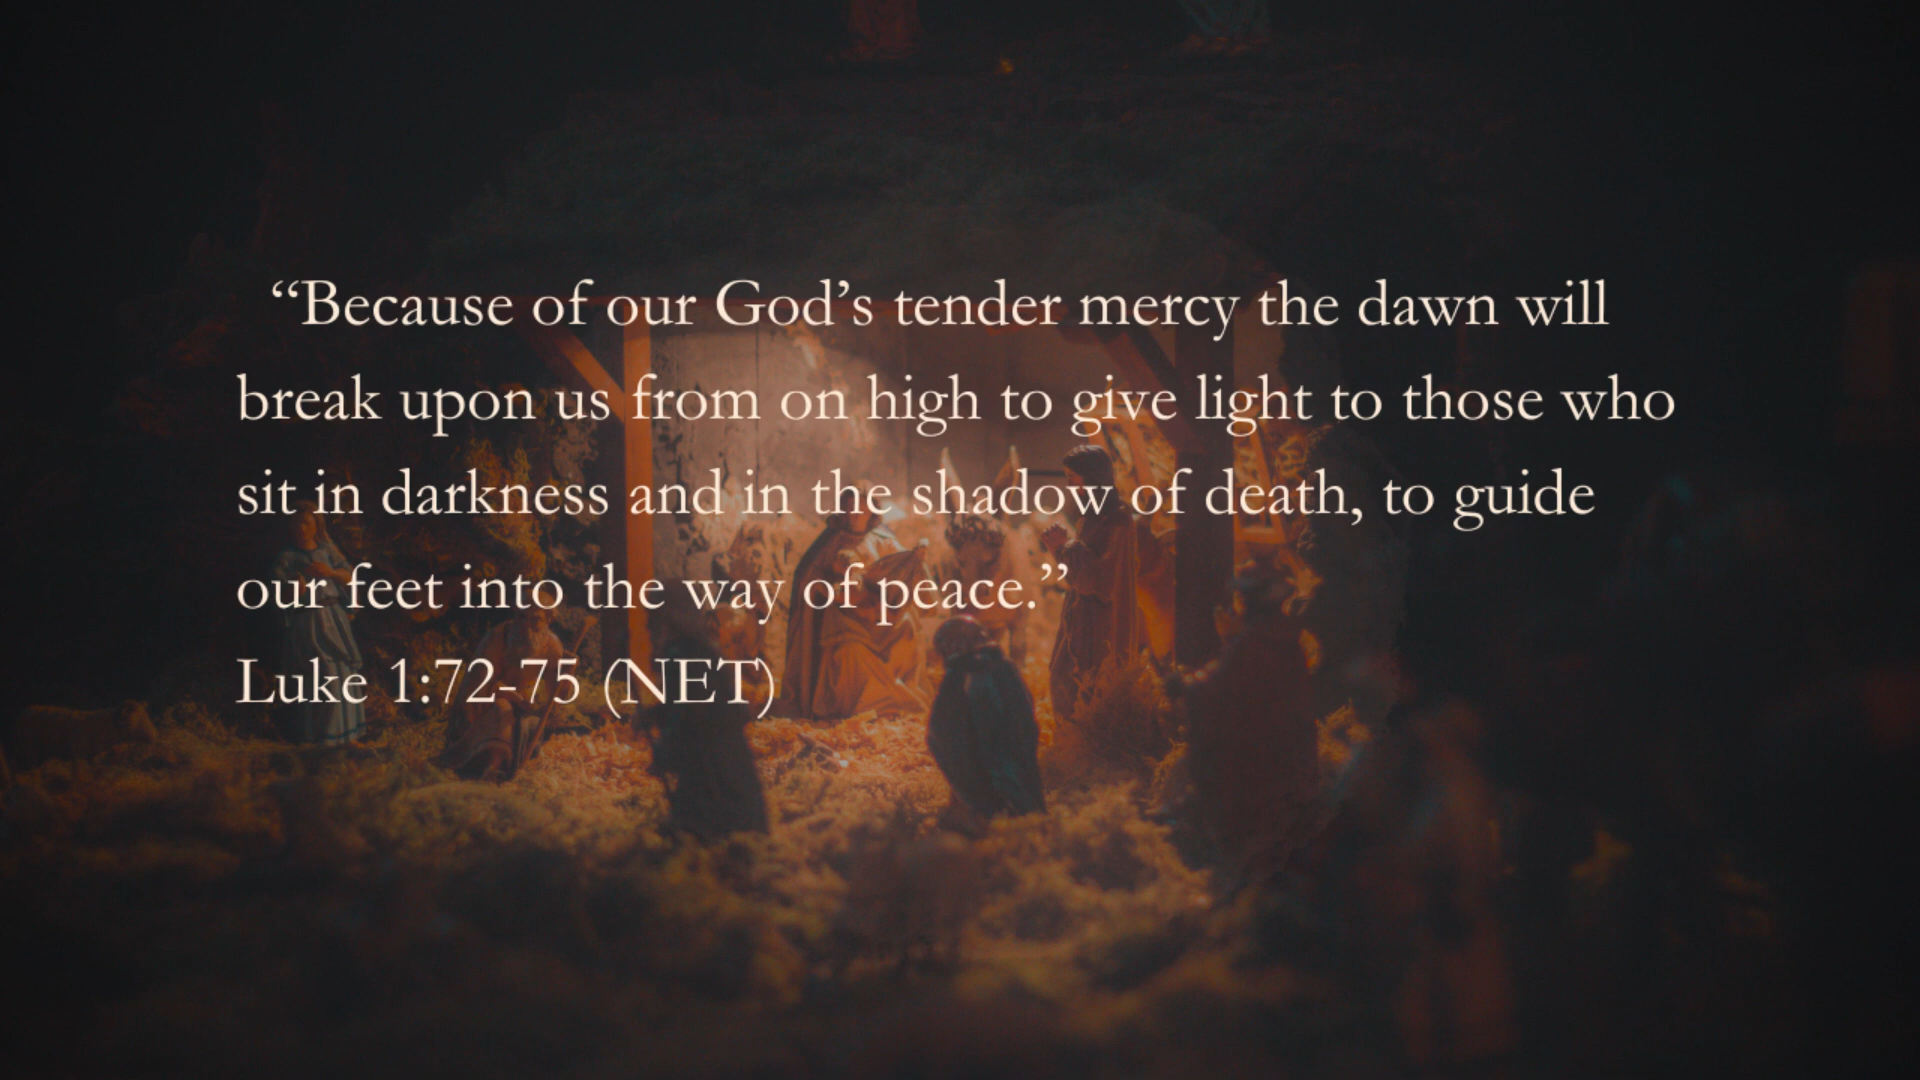 “Because of our God’s tender mercy the dawn will
break upon us from on high to give light to those who
sit in darkness and in the shadow of death, to guide
our feet into the way of peace.”
Luke 1:72-75 (NET)